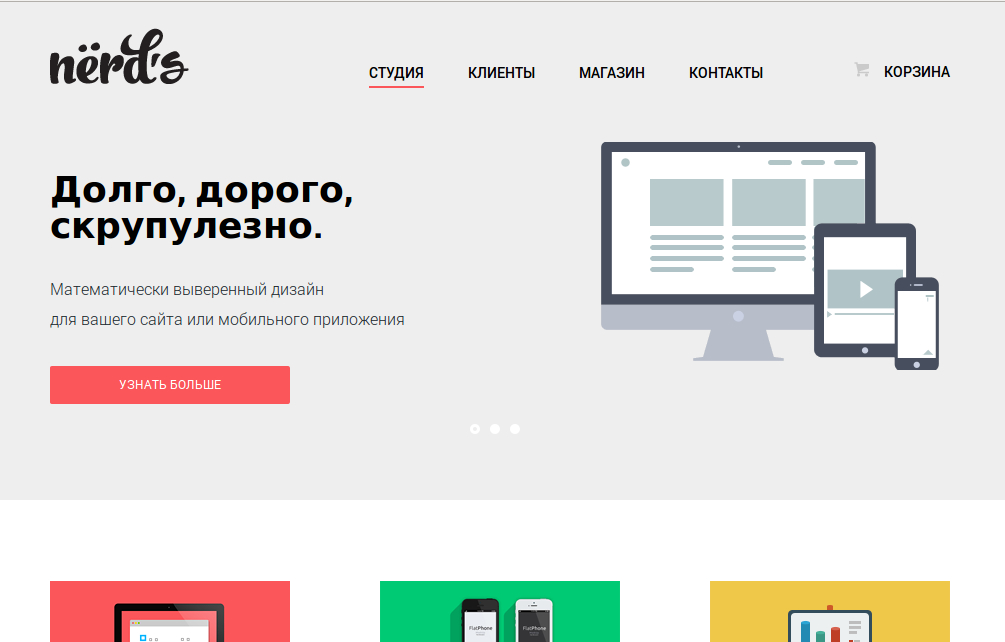 nërd's
СТУДИЯ КЛИЕНТЫ МАГАЗИН КОНТАКТЫ КОРЗИНА
Долго, дорого,
скрупулезно.
Математически выверенный дизайн
для вашего сайта или мобильного приложения
УЗНАТЬ БОЛЬШЕ
FlatPhone FlatPhone